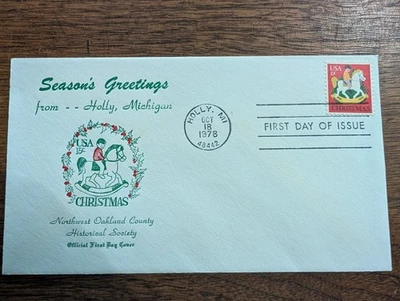 Season's Greetings
from -- Holly, Michigan
USA
15c
CHRISTMAS
Northwest Oakland County
Historical Society
Official First Day Cover
HOLLY, MI
OCT
18
1978
48442
FIRST DAY OF ISSUE
USA
15c
CHRISTMAS